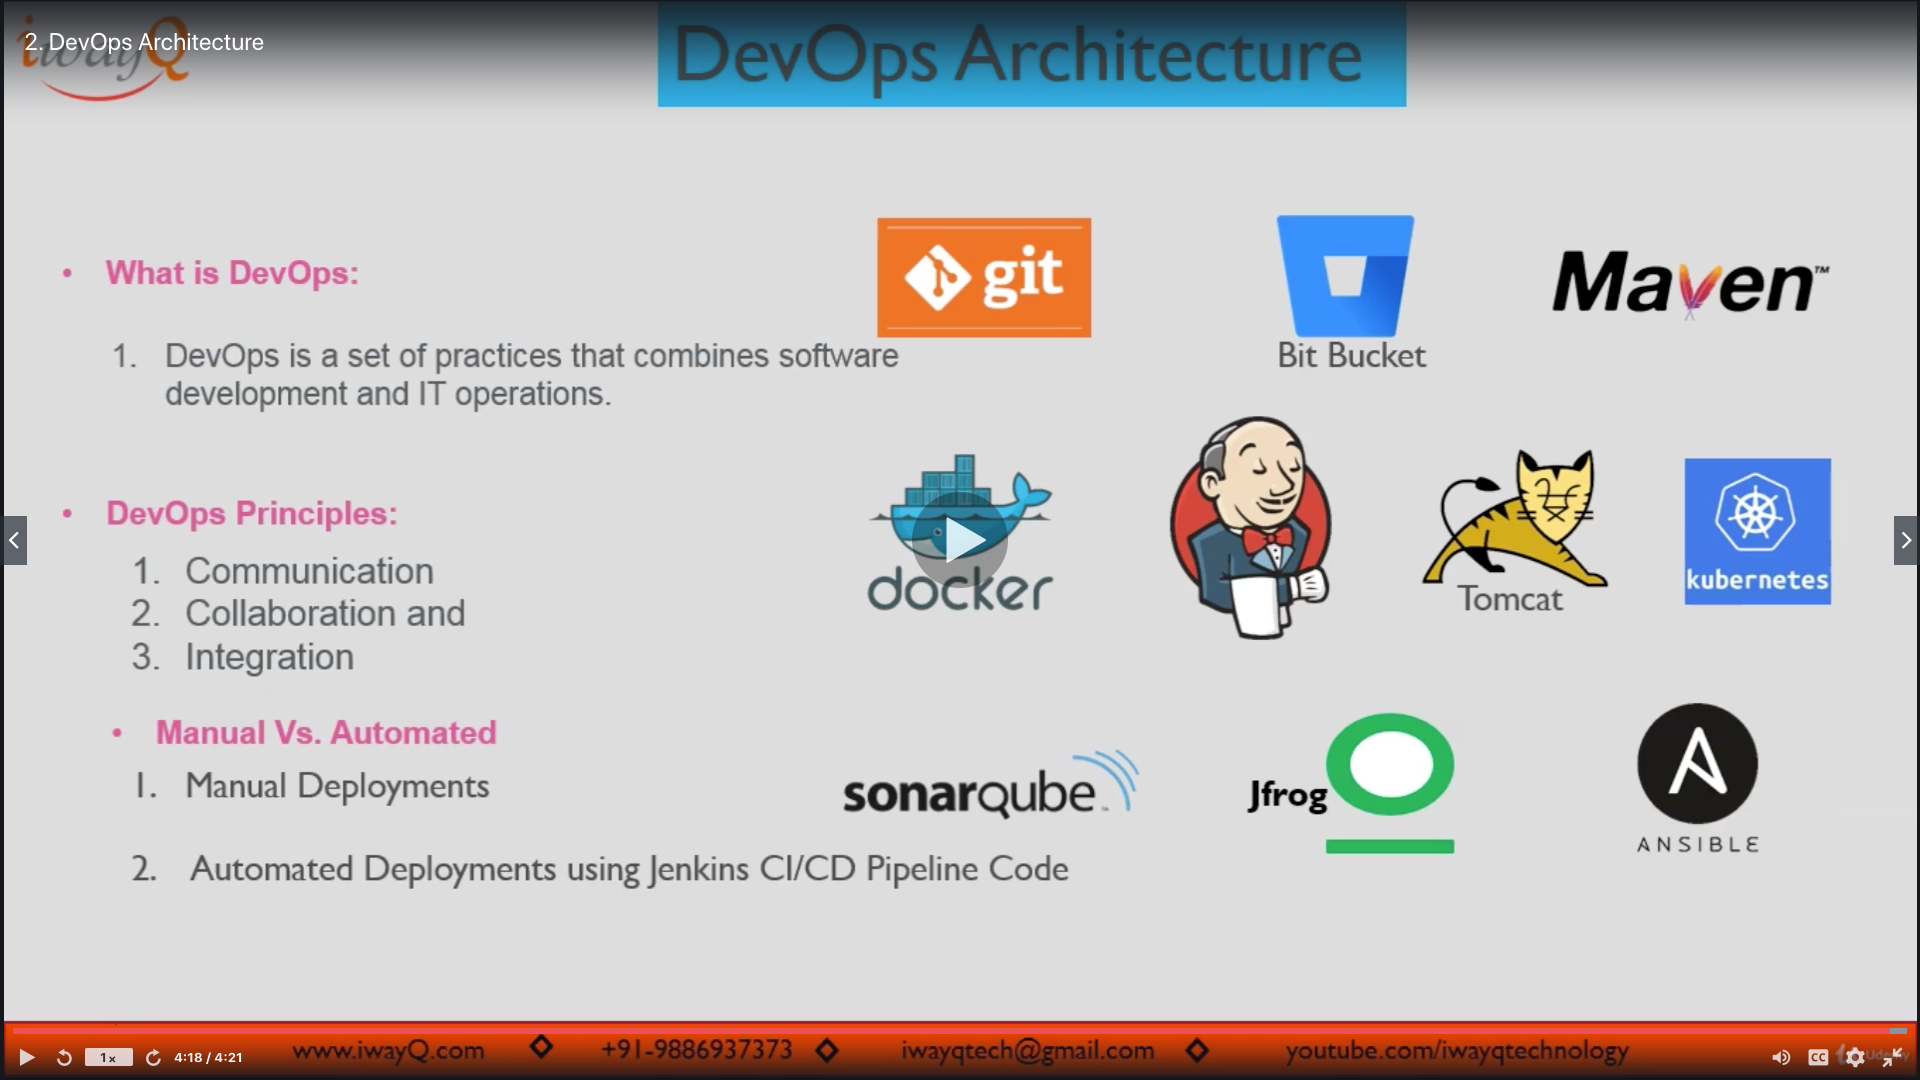 2. DevOps Architecture
iwayQ
DevOps Architecture
• What is DevOps:
1. DevOps is a set of practices that combines software
development and IT operations.
• DevOps Principles:
1. Communication
2. Collaboration and
3. Integration
• Manual Vs. Automated
1. Manual Deployments
2. Automated Deployments using Jenkins CI/CD Pipeline Code
git
Bit Bucket
Maven™
docker
Tomcat
kubernetes
sonarqube
Jfrog
ANSIBLE
1x
4:18 / 4:21
www.iwayQ.com
+91-9886937373
iwayqtech@gmail.com
youtube.com/iwayqtechnology
CC